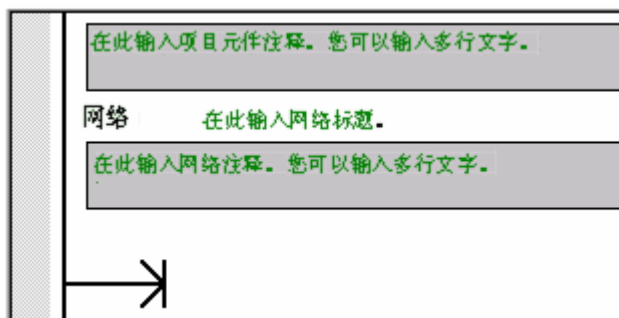 在此输入项目元件注释。您可以输入多行文字。
网络 在此输入网络标题。
在此输入网络注释。您可以输入多行文字。